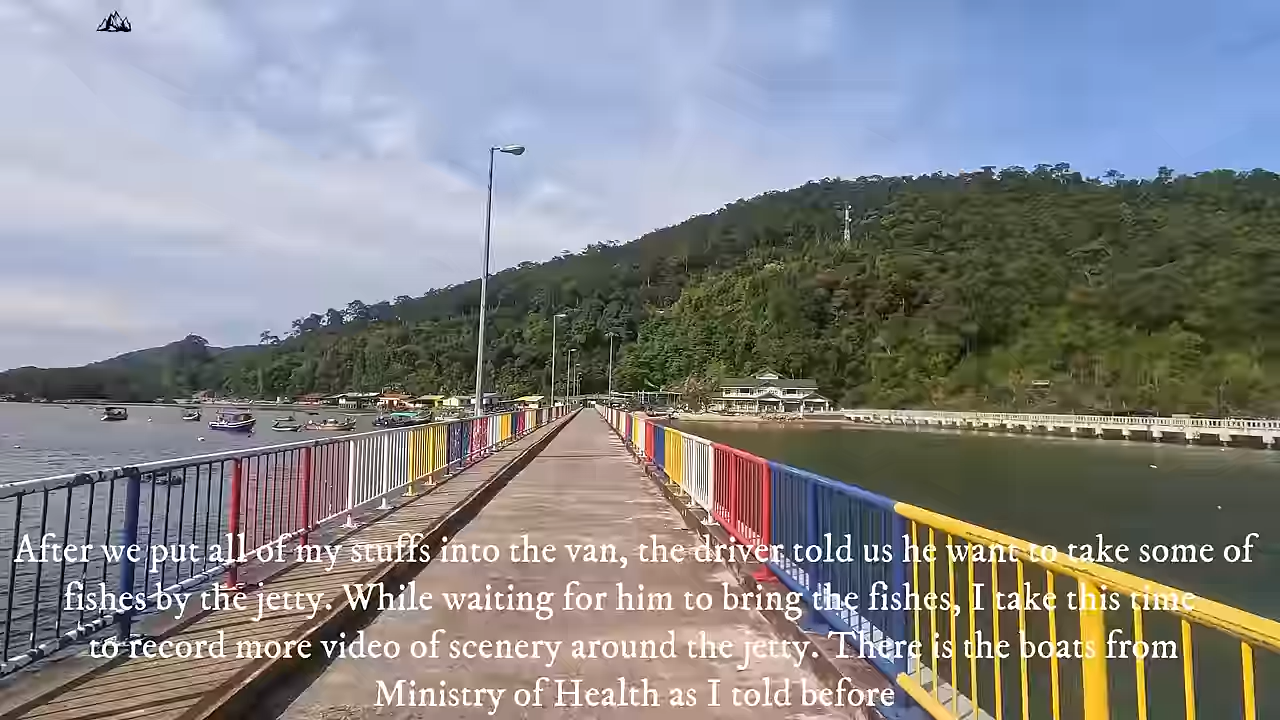 After we put all of my stuffs into the van, the driver told us he want to take some of
fishes by the jetty. While waiting for him to bring the fishes, I take this time
to record more video of scenery around the jetty. There is the boats from
Ministry of Health as I told before